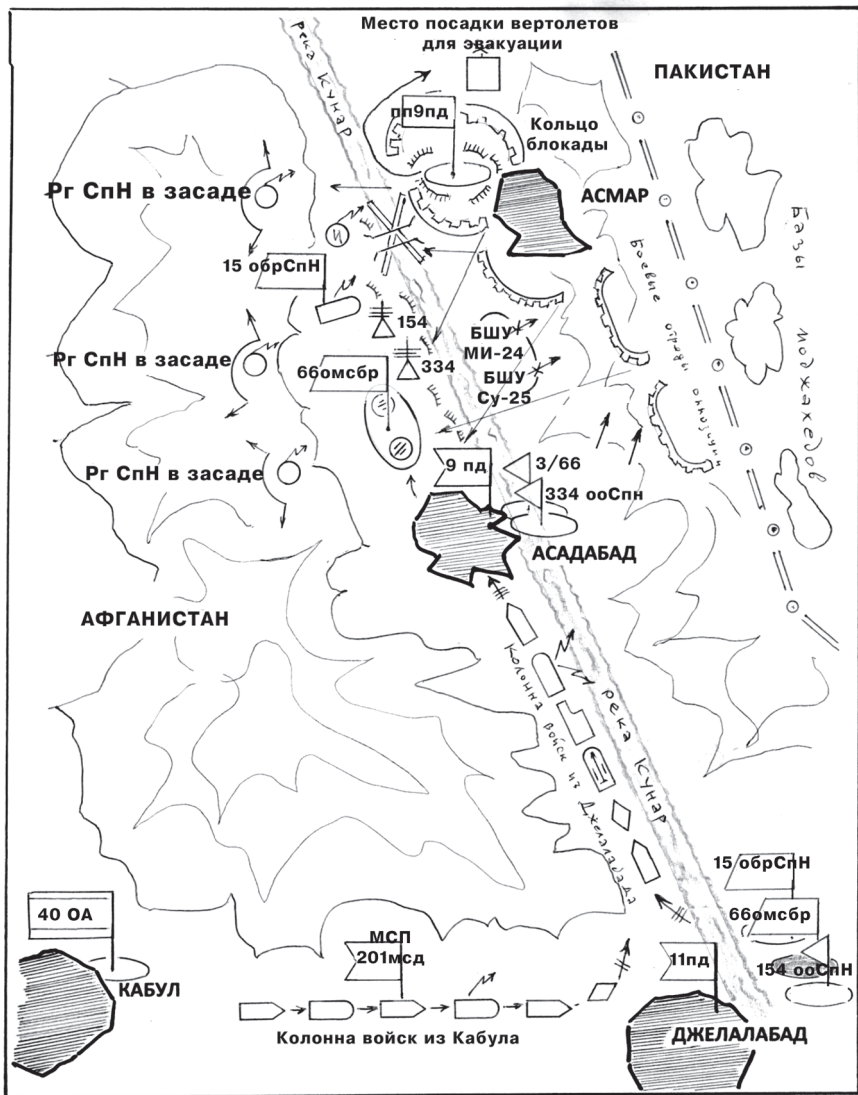 Место посадки вертолетов
для эвакуации
ПАКИСТАН
река Кунар
пп9пд
Кольцо
блокады
Рг СпН в засаде
АСМАР
Базы моджахедов
15 обрСпН
Боевые отряды оппозиции
154
БШУ
МИ-24
Рг СпН в засаде
334
66омсбр
БШУ
Су-25
9 пд
3/66
Рг СпН в засаде
334 ооСпн
АСАДАБАД
АФГАНИСТАН
Колонна войск из Джелалабада
река Кунар
15 обрСпН
40 ОА
66омсбр
МСП
201мсд
11пд
154 ооСпН
КАБУЛ
Колонна войск из Кабула
ДЖЕЛАЛАБАД